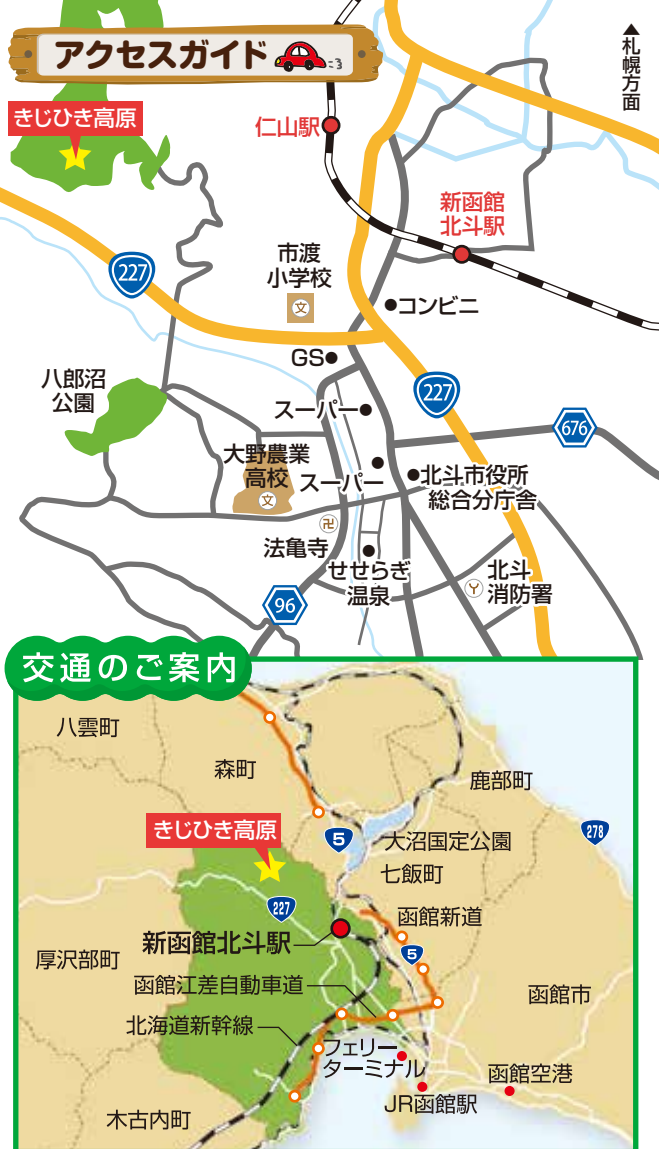 アクセスガイド
▲札幌方面
きじひき高原
仁山駅
新函館
北斗駅
市渡
小学校
文
227
コンビニ
GS
227
八郎沼
公園
スーパー
676
大野農業
高校
文
スーパー
北斗市役所
総合分庁舎
卍
法亀寺
せせらぎ
温泉
北斗
消防署
96
交通のご案内
八雲町
森町
鹿部町
きじひき高原
5
278
大沼国定公園
七飯町
227
函館新道
新函館北斗駅
5
厚沢部町
函館江差自動車道
函館市
北海道新幹線
フェリー
ターミナル
函館空港
JR函館駅
木古内町